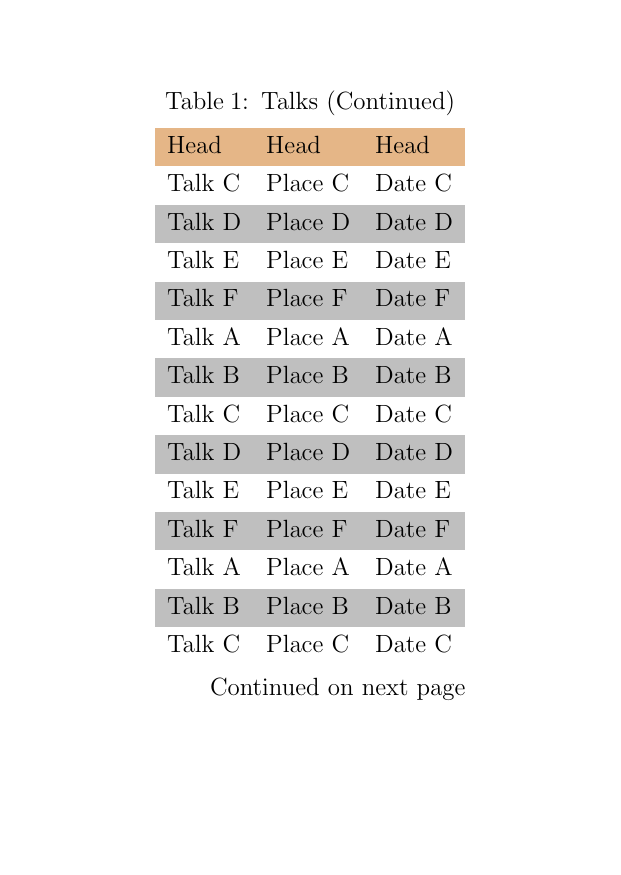 Table 1: Talks (Continued)
Head Head Head
Talk C Place C Date C
Talk D Place D Date D
Talk E Place E Date E
Talk F Place F Date F
Talk A Place A Date A
Talk B Place B Date B
Talk C Place C Date C
Talk D Place D Date D
Talk E Place E Date E
Talk F Place F Date F
Talk A Place A Date A
Talk B Place B Date B
Talk C Place C Date C
Continued on next page